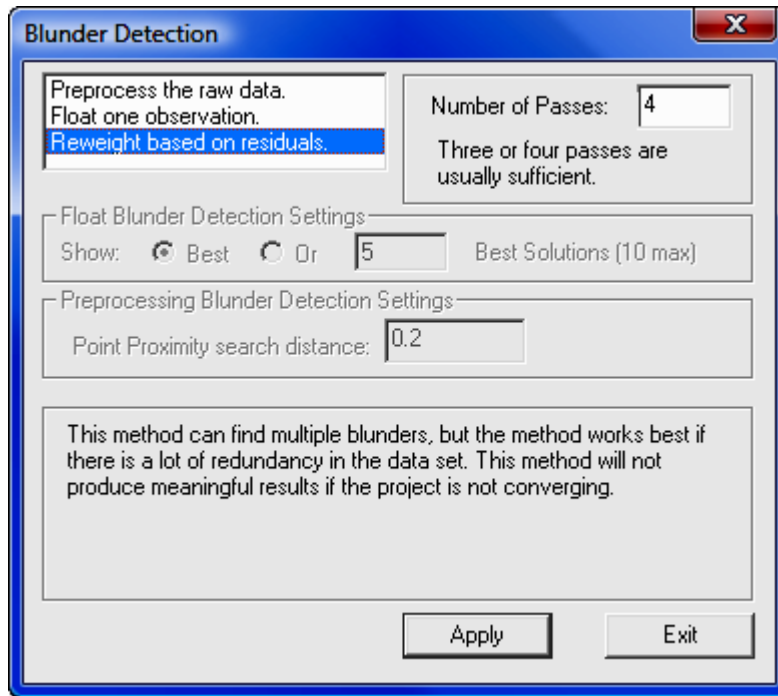 Blunder Detection
Preprocess the raw data.
Float one observation.
Reweight based on residuals.
Number of Passes: 4
Three or four passes are
usually sufficient.
Float Blunder Detection Settings
Show: Best Or 5 Best Solutions (10 max)
Preprocessing Blunder Detection Settings
Point Proximity search distance: 0.2
This method can find multiple blunders, but the method works best if
there is a lot of redundancy in the data set. This method will not
produce meaningful results if the project is not converging.
Apply Exit